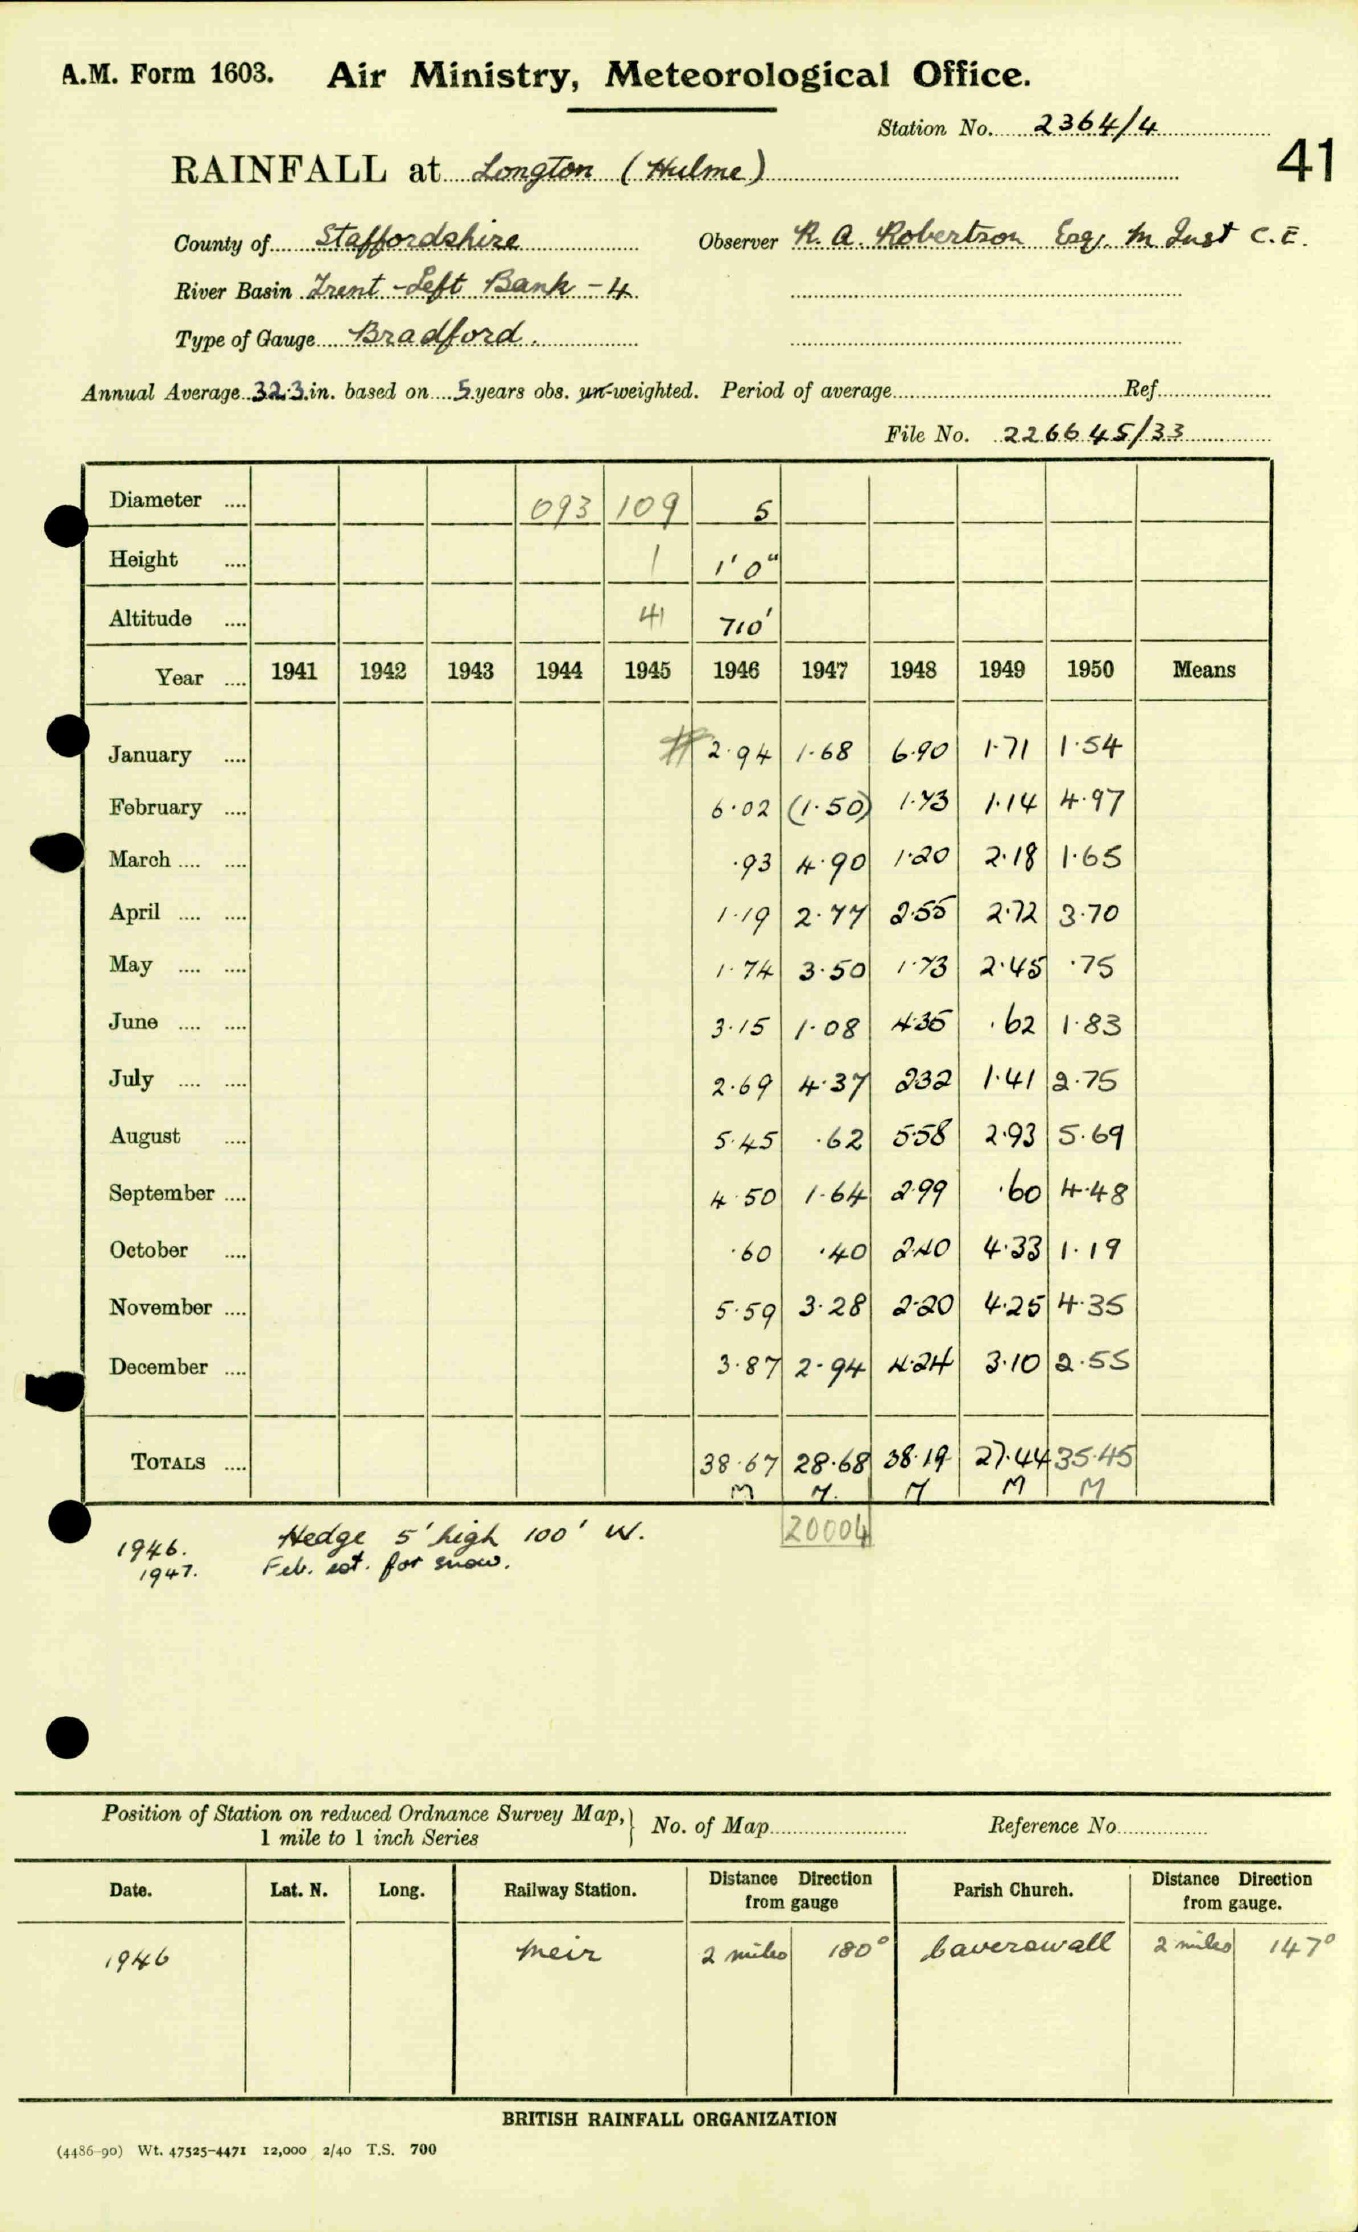 A.M. Form 1603. Air Ministry, Meteorological Office.
Station No. 2364/4
41
RAINFALL at Longton (Hulme)
County of Staffordshire Observer R. A. Robertson Esq. M Inst C.E.
River Basin Trent - Left Bank - 4
Type of Gauge Bradford.
Annual Average 32.3 in. based on 5 years obs. un-weighted. Period of average Ref
File No. 226645/33
Diameter .... 093 109 5
Height .... 1 1' 0"
Altitude .... 41 710'
Year .... 1941 1942 1943 1944 1945 1946 1947 1948 1949 1950 Means
January .... 2.94 1.68 6.90 1.71 1.54
February .... 6.02 (1.50) 1.73 1.14 4.97
March .... .... .93 4.90 1.20 2.18 1.65
April .... .... 1.19 2.77 2.55 2.72 3.70
May .... .... 1.74 3.50 1.73 2.45 .75
June .... .... 3.15 1.08 4.35 .62 1.83
July .... .... 2.69 4.37 2.32 1.41 2.75
August .... 5.45 .62 5.58 2.93 5.69
September .... 4.50 1.64 2.99 .60 4.48
October .... .60 .40 2.40 4.33 1.19
November .... 5.59 3.28 2.20 4.25 4.35
December .... 3.87 2.94 4.24 3.10 2.55
TOTALS .... 38.67 28.68 38.19 27.44 35.45
M M M M M
20004
1946. Hedge 5' high 100' W.
1947. Feb. est. for snow.
Position of Station on reduced Ordnance Survey Map, 1 mile to 1 inch Series } No. of Map Reference No
Date. Lat. N. Long. Railway Station. Distance Direction from gauge Parish Church. Distance Direction from gauge.
1946 Meir 2 miles 180° Caverswall 2 miles 147°
BRITISH RAINFALL ORGANIZATION
(4486-90) Wt. 47525-4471 12,000 2/40 T.S. 700